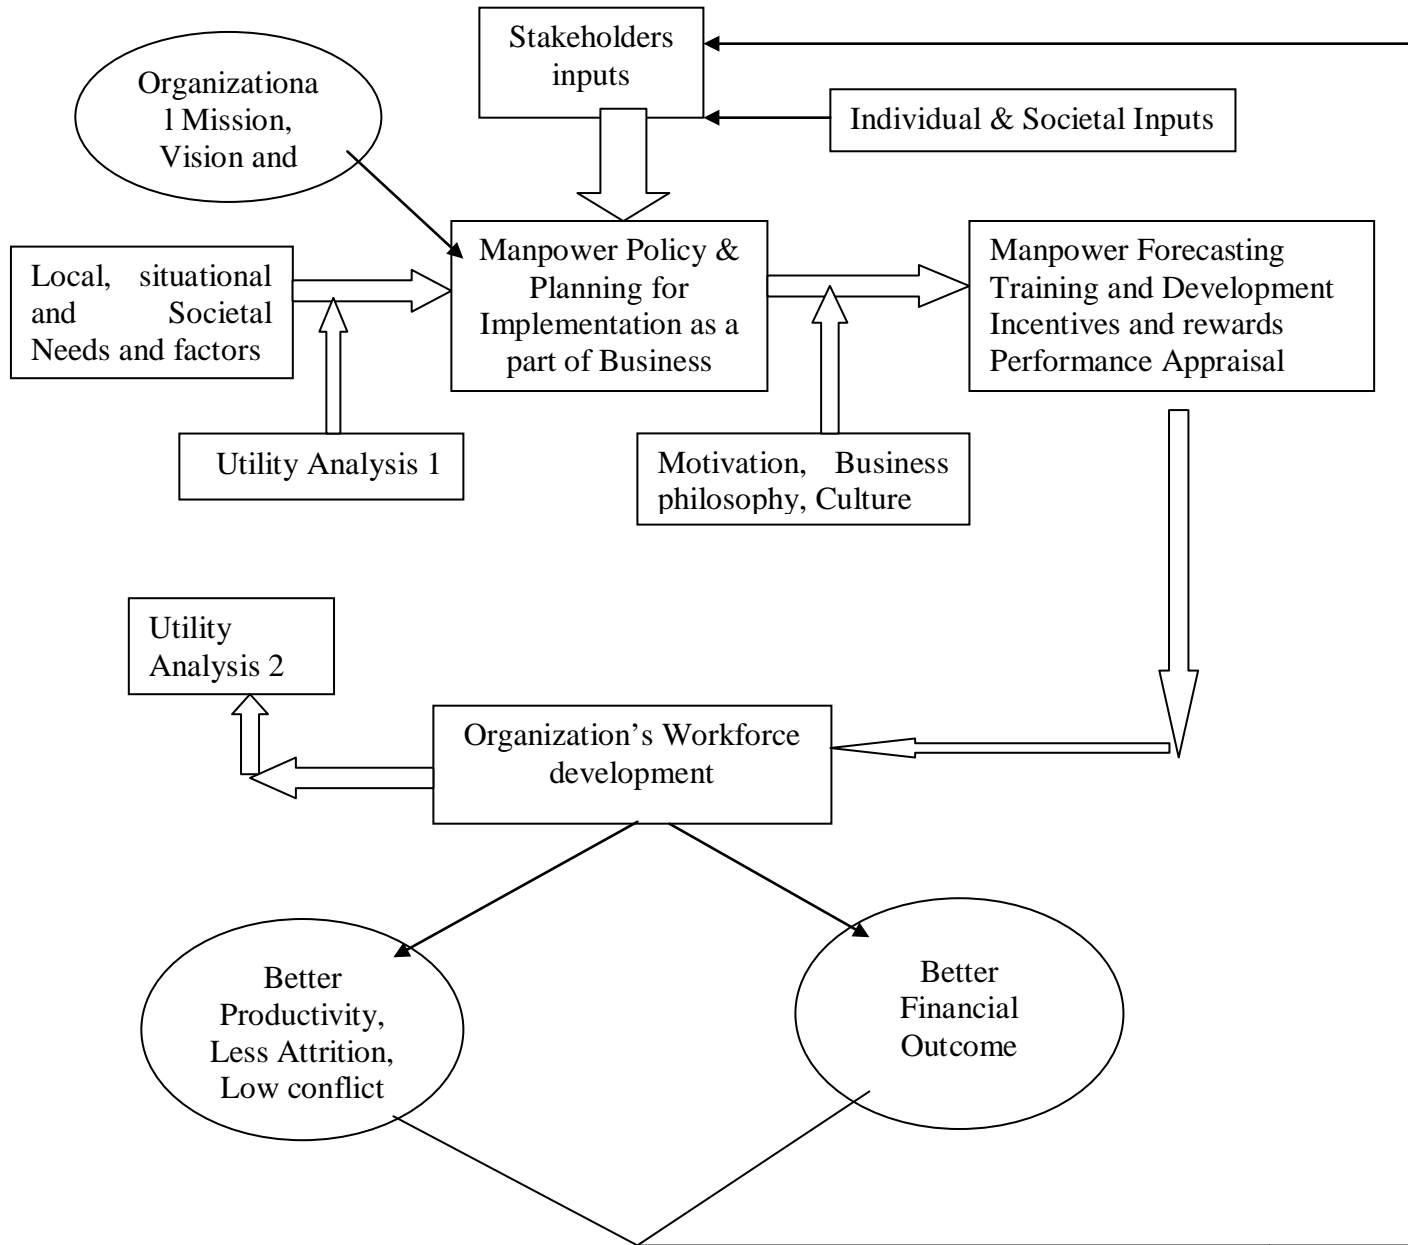 Stakeholders
inputs
Organizationa
l Mission,
Vision and
Individual & Societal Inputs
Local, situational
and Societal
Needs and factors
Manpower Policy &
Planning for
Implementation as a
part of Business
Manpower Forecasting
Training and Development
Incentives and rewards
Performance Appraisal
Utility Analysis 1
Motivation, Business
philosophy, Culture
Utility
Analysis 2
Organization’s Workforce
development
Better
Productivity,
Less Attrition,
Low conflict
Better
Financial
Outcome